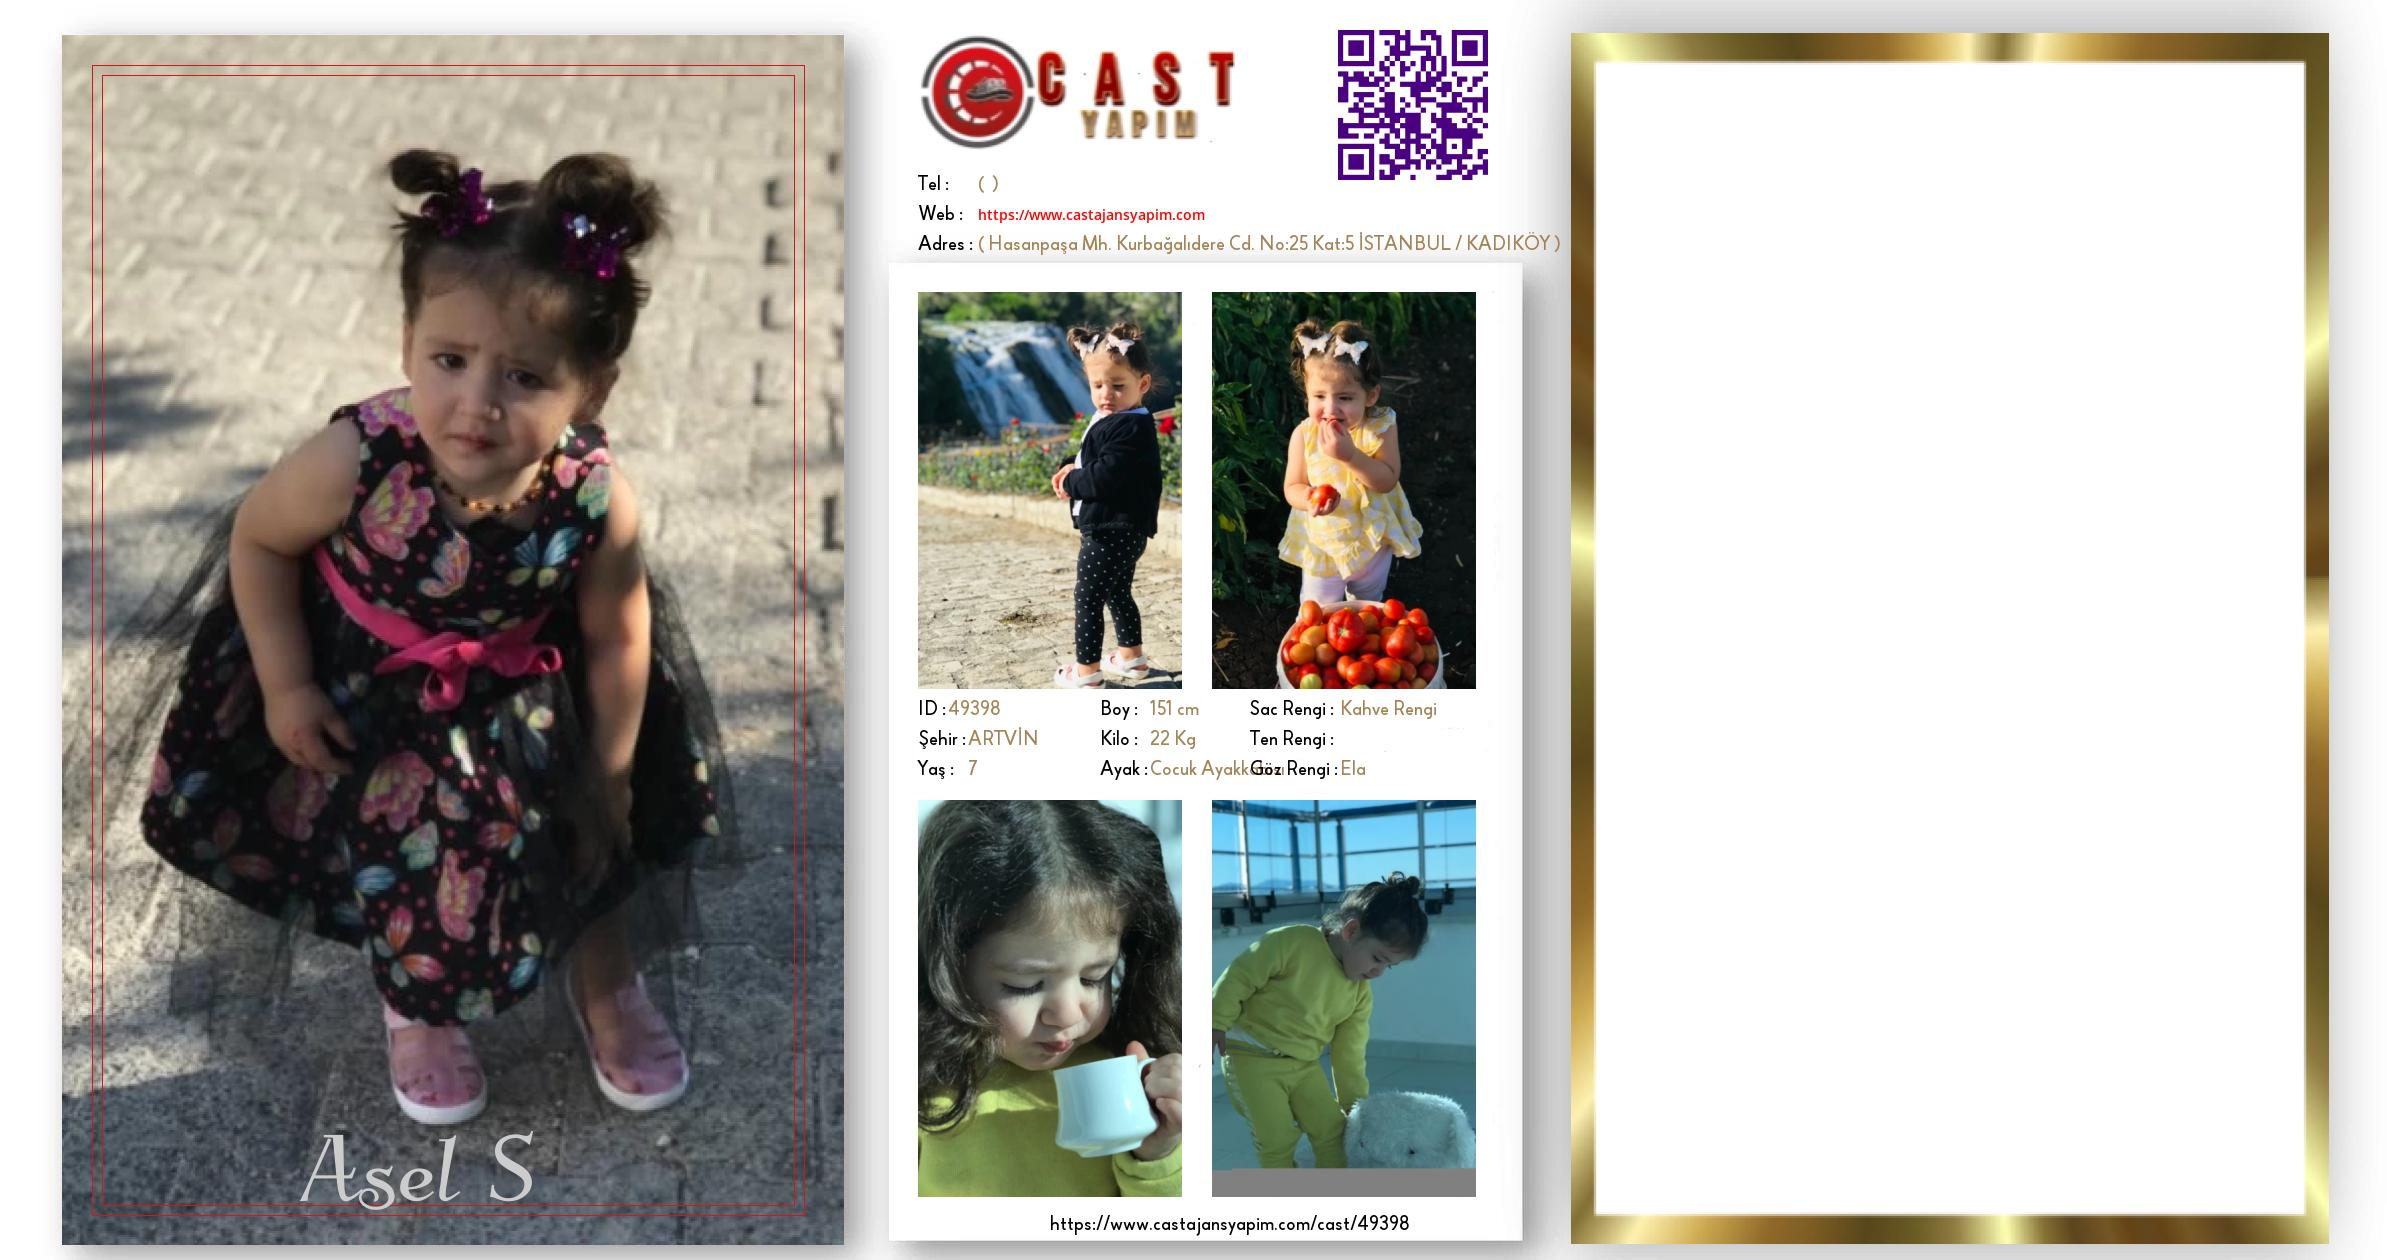 Asel S
CAST
YAPIM
Tel : ( )
Web : https://www.castajansyapim.com
Adres : ( Hasanpaşa Mh. Kurbağalıdere Cd. No:25 Kat:5 İSTANBUL / KADIKÖY )
ID : 49398 Boy : 151 cm Sac Rengi : Kahve Rengi
Şehir : ARTVİN Kilo : 22 Kg Ten Rengi :
Yaş : 7 Ayak : Cocuk Göz Rengi : Ela
https://www.castajansyapim.com/cast/49398